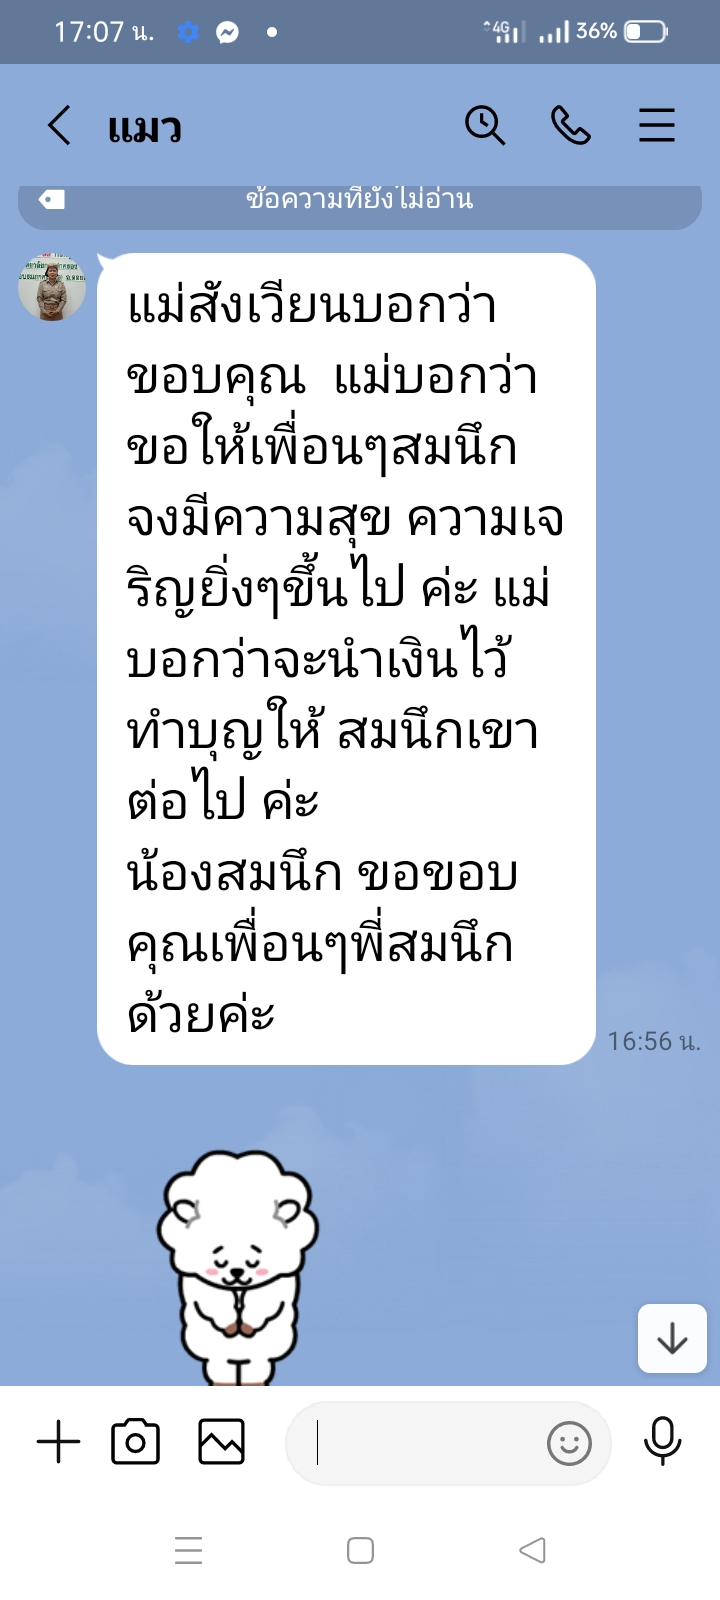 17:07 น.
4G
36%
แมว
ข้อความที่ยังไม่อ่าน
แม่สังเวียนบอกว่า
ขอบคุณ แม่บอกว่า
ขอให้เพื่อนๆสมนึก
จงมีความสุข ความเจ
ริญยิ่งๆขึ้นไป ค่ะ แม่
บอกว่าจะนำเงินไว้
ทำบุญให้ สมนึกเขา
ต่อไป ค่ะ
น้องสมนึก ขอขอบ
คุณเพื่อนๆพี่สมนึก
ด้วยค่ะ
16:56 น.